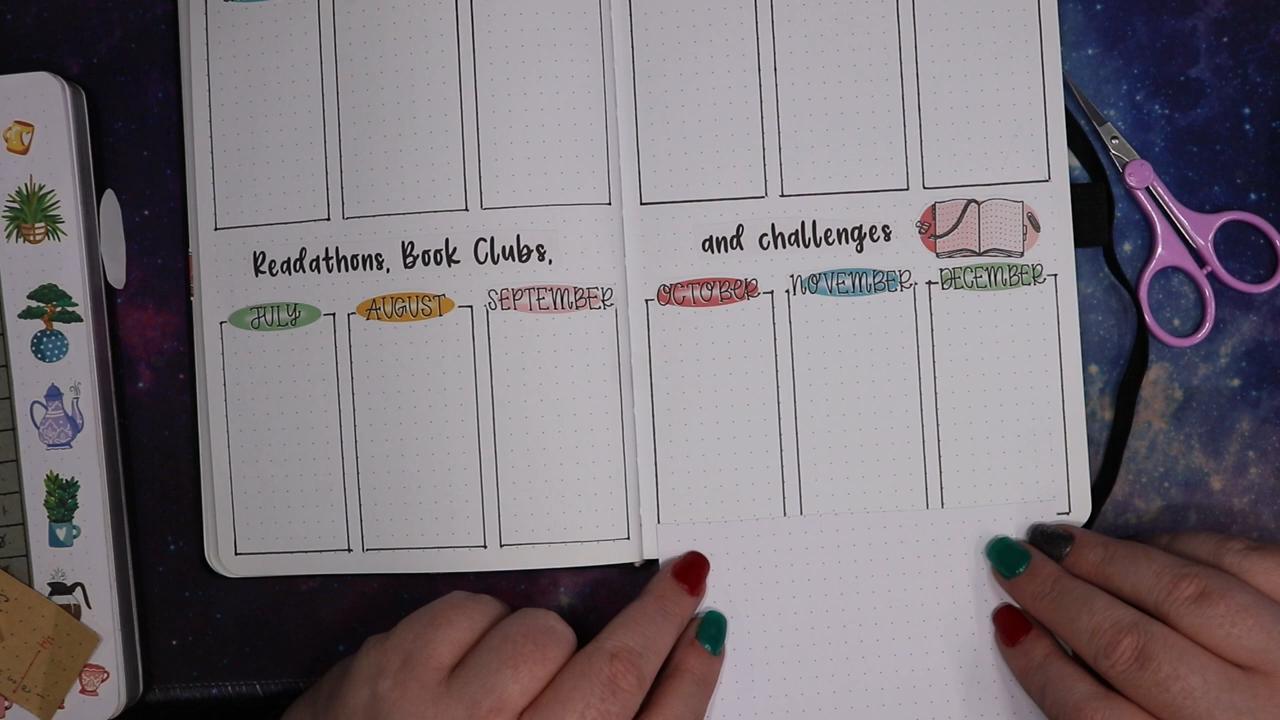 Readathons, Book Clubs,
and challenges
JULY
AUGUST
SEPTEMBER
OCTOBER
NOVEMBER
DECEMBER